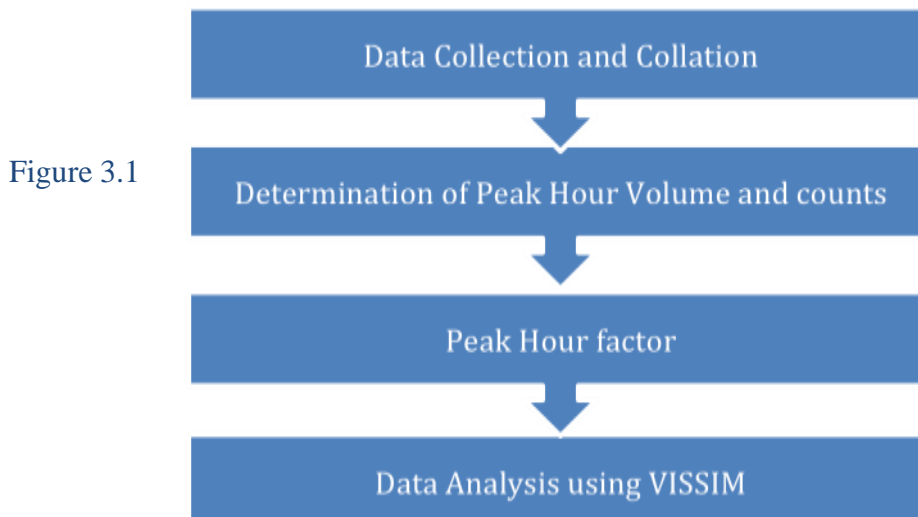 Data Collection and Collation
Figure 3.1
Determination of Peak Hour Volume and counts
Peak Hour factor
Data Analysis using VISSIM